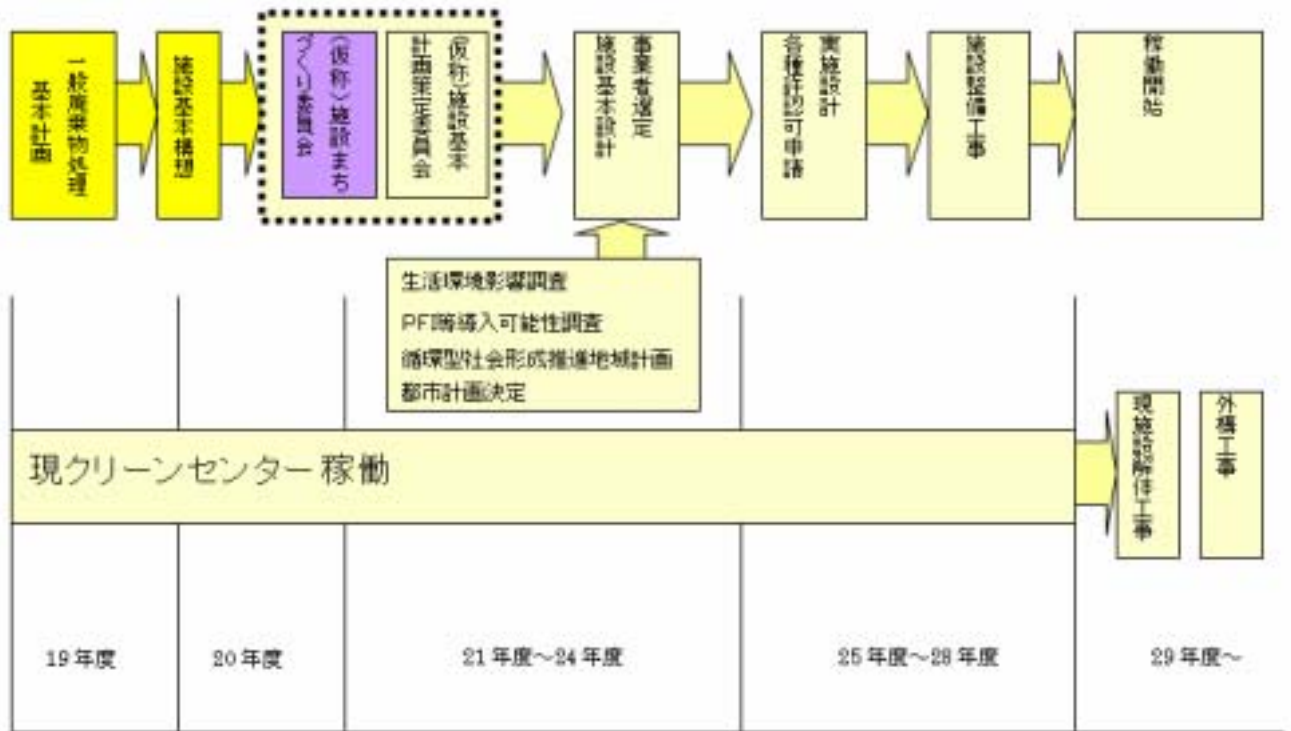 一般廃棄物処理
基本計画
施設基本構想
（仮称）施設まち
づくり委員会
（仮称）施設基本
計画策定委員会
事業者選定
施設基本設計
実施設計
各種許認可申請
施設整備工事
稼働開始
生活環境影響調査
PFI等導入可能性調査
循環型社会形成推進地域計画
都市計画決定
現クリーンセンター稼働
現施設解体工事
外構工事
19年度
20年度
21年度～24年度
25年度～28年度
29年度～